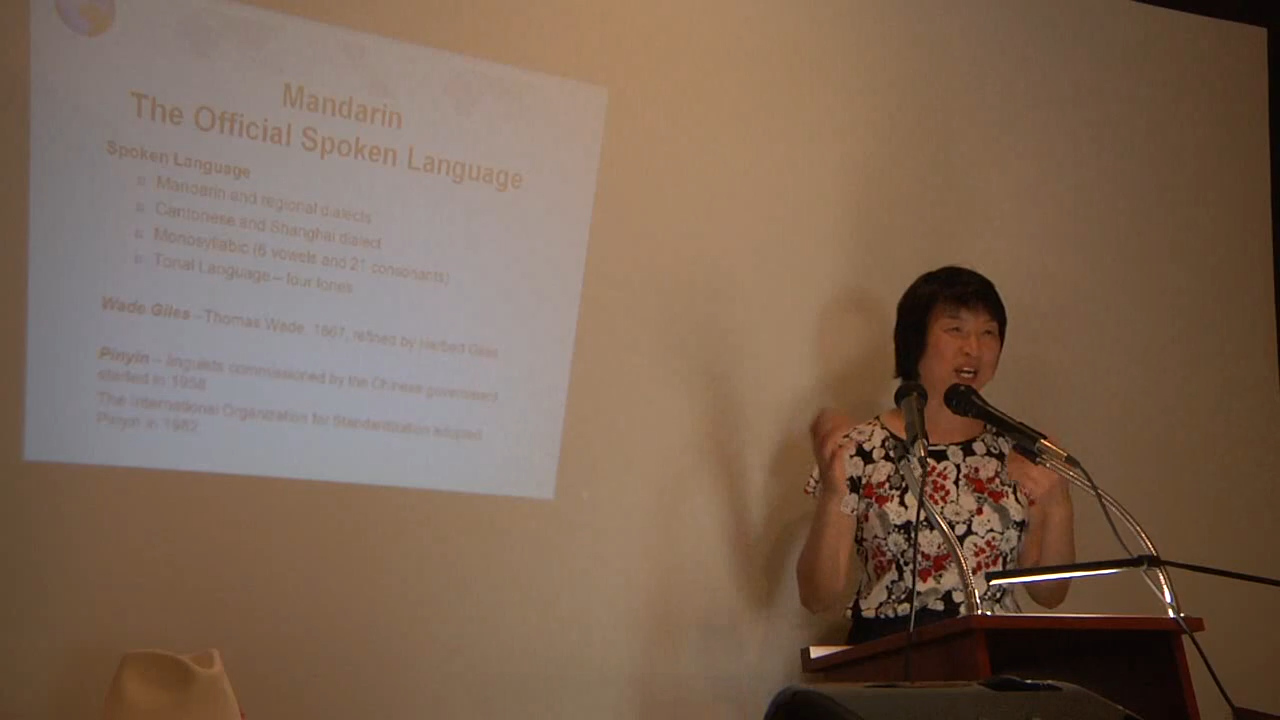 Mandarin
The Official Spoken Language
Spoken Language
Mandarin and regional dialects
Cantonese and Shanghai dialect
Monosyllabic (6 vowels and 21 consonants)
Tonal Language – four tones
Wade Giles – Thomas Wade, 1867, refined by Herbert Giles
Pinyin – linguists commissioned by the Chinese government
started in 1958
The International Organization for Standardization adopted
Pinyin in 1982